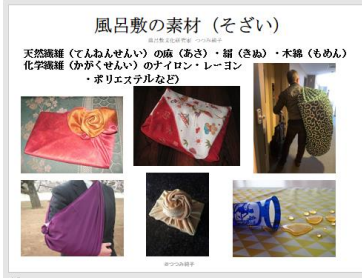 風呂敷の素材（そざい）
天然繊維（てんねんせんい）の麻（あさ）・絹（きぬ）・木綿（もめん）
化学繊維（かがくせんい）のナイロン・レーヨン
・ポリエステルなど）